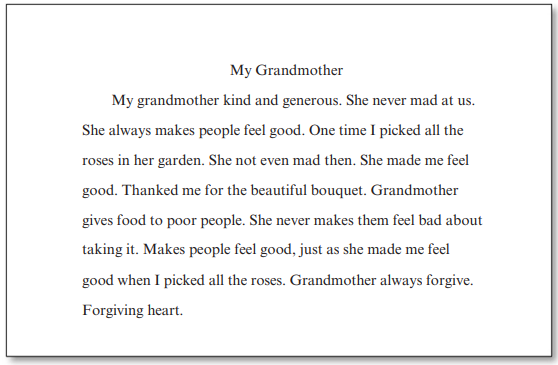 My Grandmother
My grandmother kind and generous. She never mad at us.
She always makes people feel good. One time I picked all the
roses in her garden. She not even mad then. She made me feel
good. Thanked me for the beautiful bouquet. Grandmother
gives food to poor people. She never makes them feel bad about
taking it. Makes people feel good, just as she made me feel
good when I picked all the roses. Grandmother always forgive.
Forgiving heart.